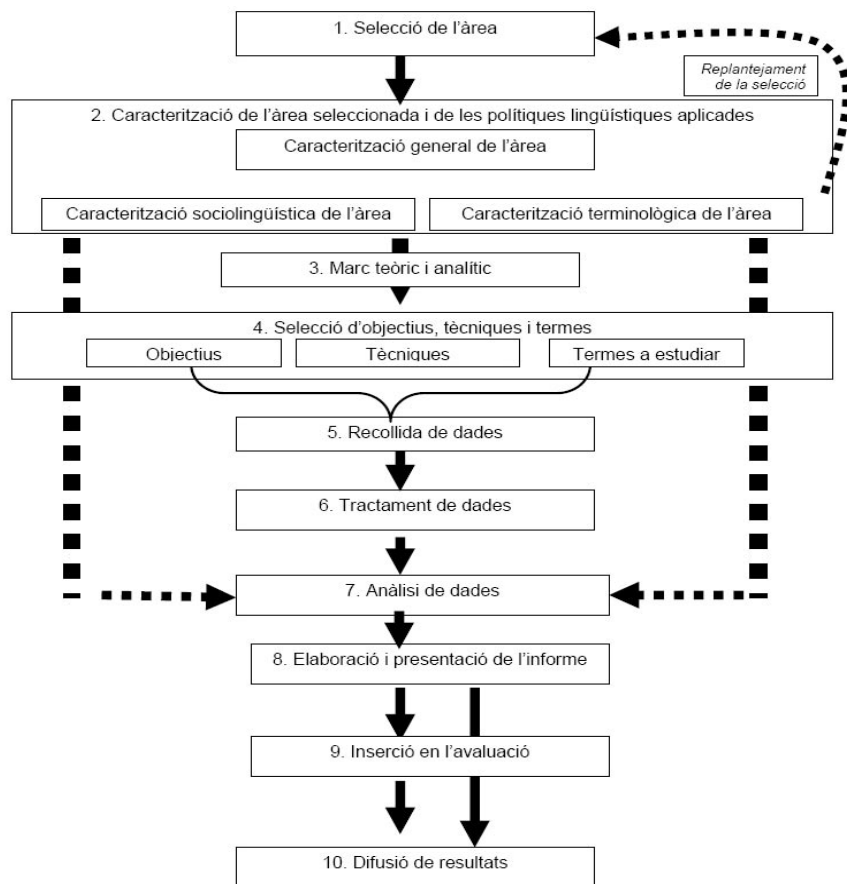 1. Selecció de l'àrea
Replantejament
de la selecció
2. Caracterització de l'àrea seleccionada i de les polítiques lingüístiques aplicades
Caracterització general de l'àrea
Caracterització sociolingüística de l'àrea
Caracterització terminològica de l'àrea
3. Marc teòric i analític
4. Selecció d'objectius, tècniques i termes
Objectius
Tècniques
Termes a estudiar
5. Recollida de dades
6. Tractament de dades
7. Anàlisi de dades
8. Elaboració i presentació de l'informe
9. Inserció en l'avaluació
10. Difusió de resultats